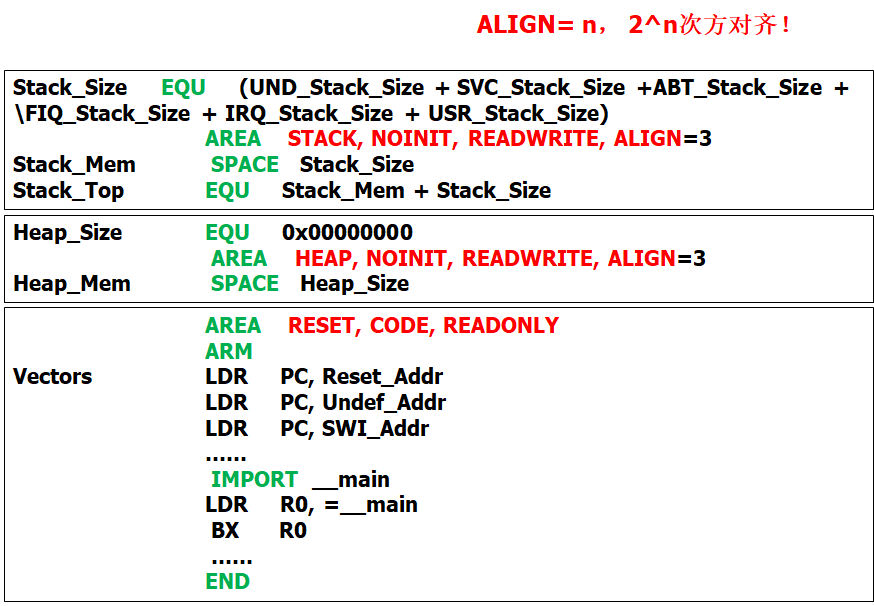 ALIGN= n， 2^n次方对齐！
Stack_Size EQU (UND_Stack_Size + SVC_Stack_Size +ABT_Stack_Size +
\FIQ_Stack_Size + IRQ_Stack_Size + USR_Stack_Size)
AREA STACK, NOINIT, READWRITE, ALIGN=3
Stack_Mem SPACE Stack_Size
Stack_Top EQU Stack_Mem + Stack_Size
Heap_Size EQU 0x00000000
AREA HEAP, NOINIT, READWRITE, ALIGN=3
Heap_Mem SPACE Heap_Size
AREA RESET, CODE, READONLY
ARM
Vectors LDR PC, Reset_Addr
LDR PC, Undef_Addr
LDR PC, SWI_Addr
......
IMPORT __main
LDR R0, =__main
BX R0
......
END